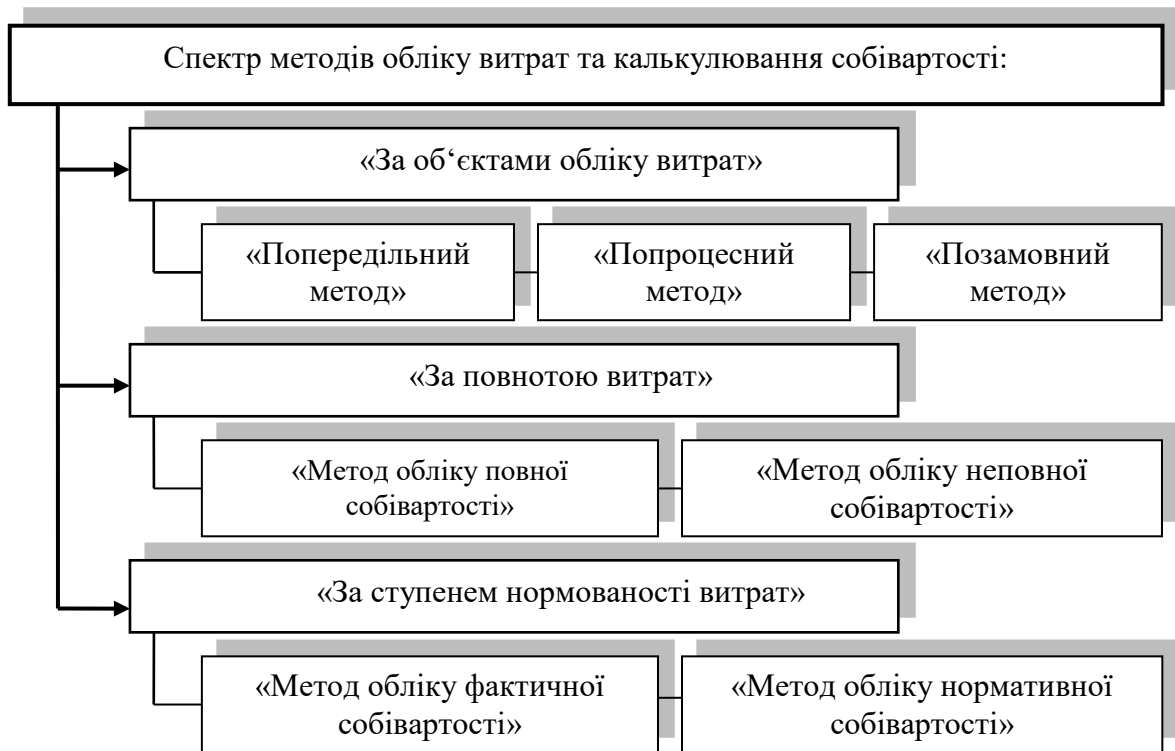 Спектр методів обліку витрат та калькулювання собівартості:
«За об‘єктами обліку витрат»
«Попередільний
метод»
«Попроцесний
метод»
«Позамовний
метод»
«За повнотою витрат»
«Метод обліку повної
собівартості»
«Метод обліку неповної
собівартості»
«За ступенем нормованості витрат»
«Метод обліку фактичної
собівартості»
«Метод обліку нормативної
собівартості»